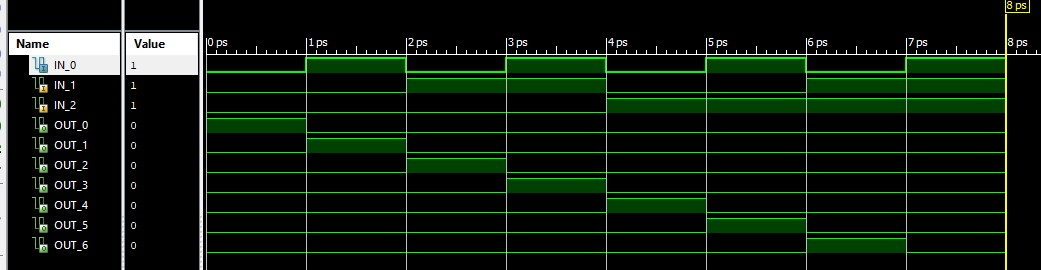 8 ps
Name Value 0 ps 1 ps 2 ps 3 ps 4 ps 5 ps 6 ps 7 ps 8 ps
IN_0 1
IN_1 1
IN_2 1
OUT_0 0
OUT_1 0
OUT_2 0
OUT_3 0
OUT_4 0
OUT_5 0
OUT_6 0